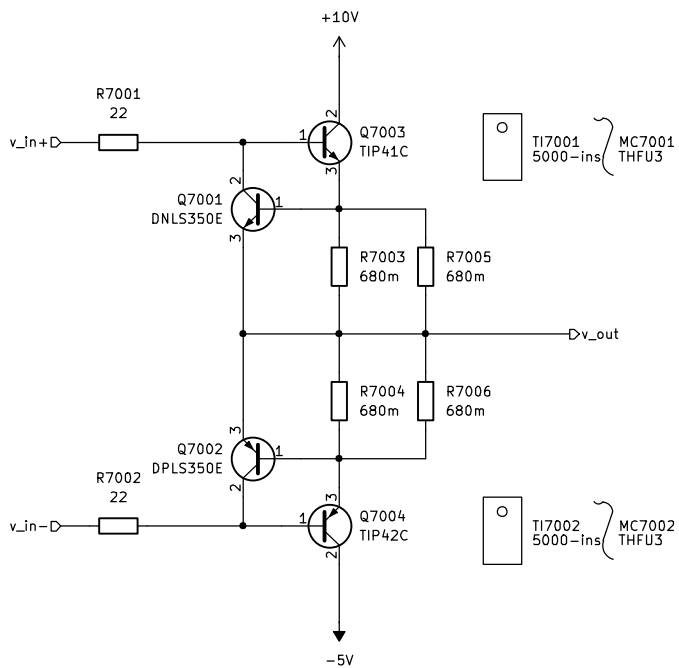 +10V
R7001
22
v_in+
1
2
3
Q7003
TIP41C
TI7001
5000-ins
MC7001
THFU3
Q7001
DNLS350E
2
1
3
R7003
680m
R7005
680m
v_out
R7004
680m
R7006
680m
Q7002
DPLS350E
3
1
2
R7002
22
v_in-
1
3
2
Q7004
TIP42C
TI7002
5000-ins
MC7002
THFU3
-5V